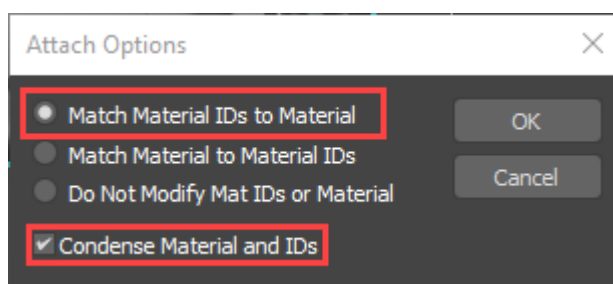 Attach Options
Match Material IDs to Material
OK
Match Material to Material IDs
Cancel
Do Not Modify Mat IDs or Material
Condense Material and IDs